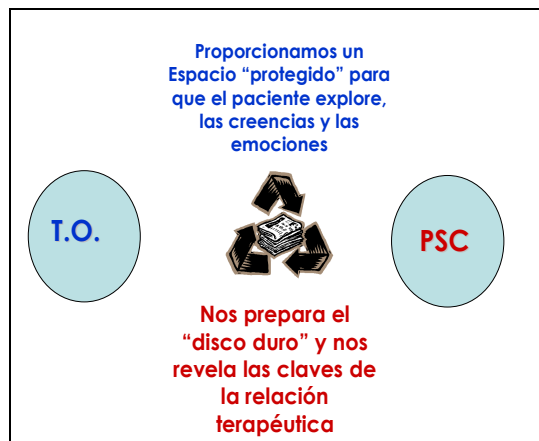 Proporcionamos un
Espacio “protegido” para
que el paciente explore,
las creencias y las
emociones
T.O.
PSC
Nos prepara el
“disco duro” y nos
revela las claves de
la relación
terapéutica